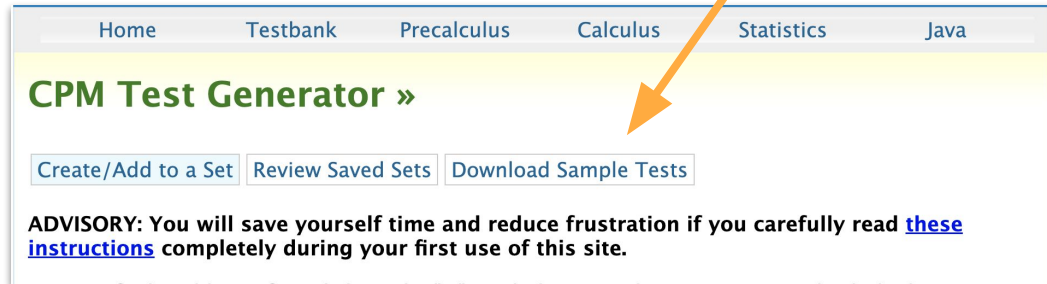 Home Testbank Precalculus Calculus Statistics Java
CPM Test Generator »
Create/Add to a Set Review Saved Sets Download Sample Tests
ADVISORY: You will save yourself time and reduce frustration if you carefully read these
instructions completely during your first use of this site.